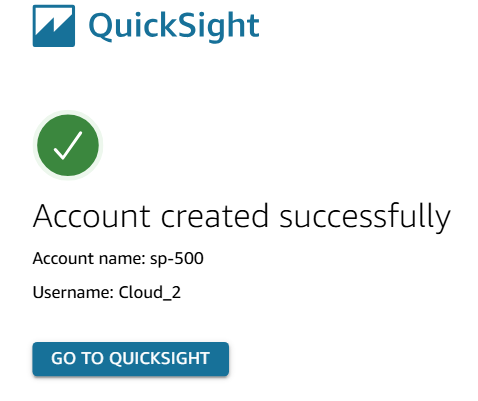 QuickSight
Account created successfully
Account name: sp-500
Username: Cloud_2
GO TO QUICKSIGHT